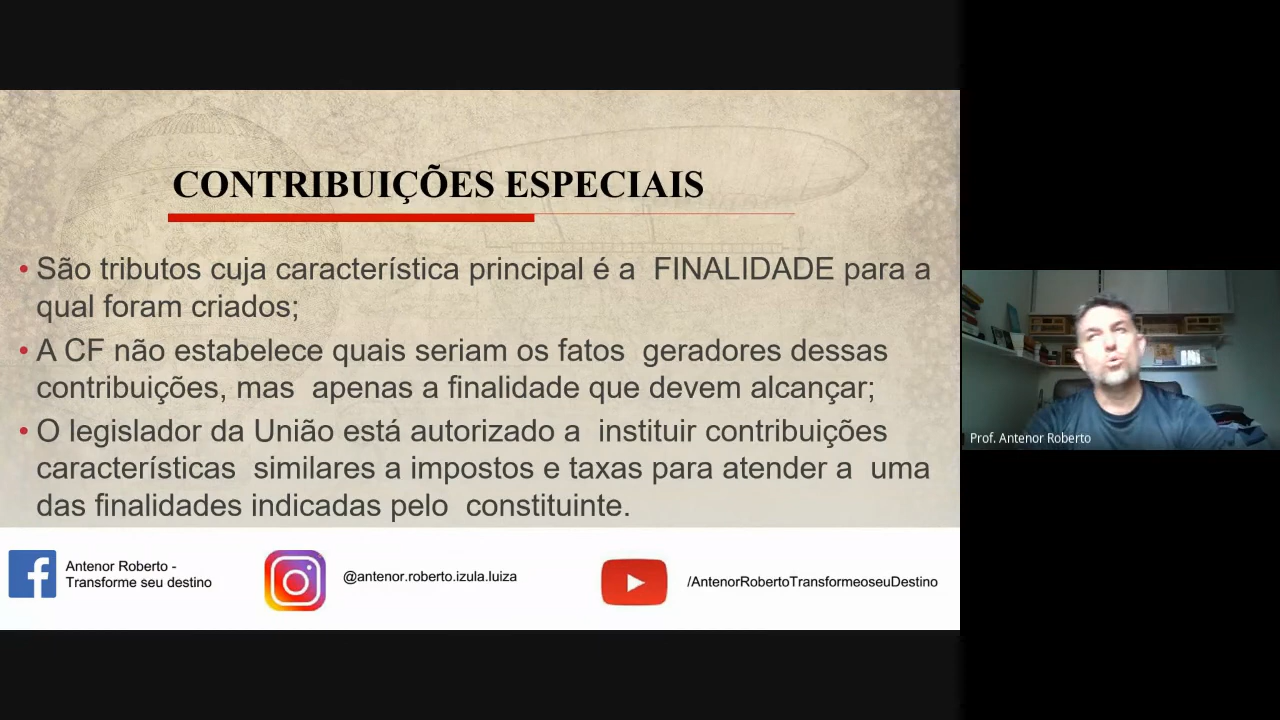 CONTRIBUIÇÕES ESPECIAIS
• São tributos cuja característica principal é a FINALIDADE para a
qual foram criados;
• A CF não estabelece quais seriam os fatos geradores dessas
contribuições, mas apenas a finalidade que devem alcançar;
• O legislador da União está autorizado a instituir contribuições
características similares a impostos e taxas para atender a uma
das finalidades indicadas pelo constituinte.
Antenor Roberto -
Transforme seu destino
@antenor.roberto.izula.luiza
/AntenorRobertoTransformeoseuDestino
Prof. Antenor Roberto